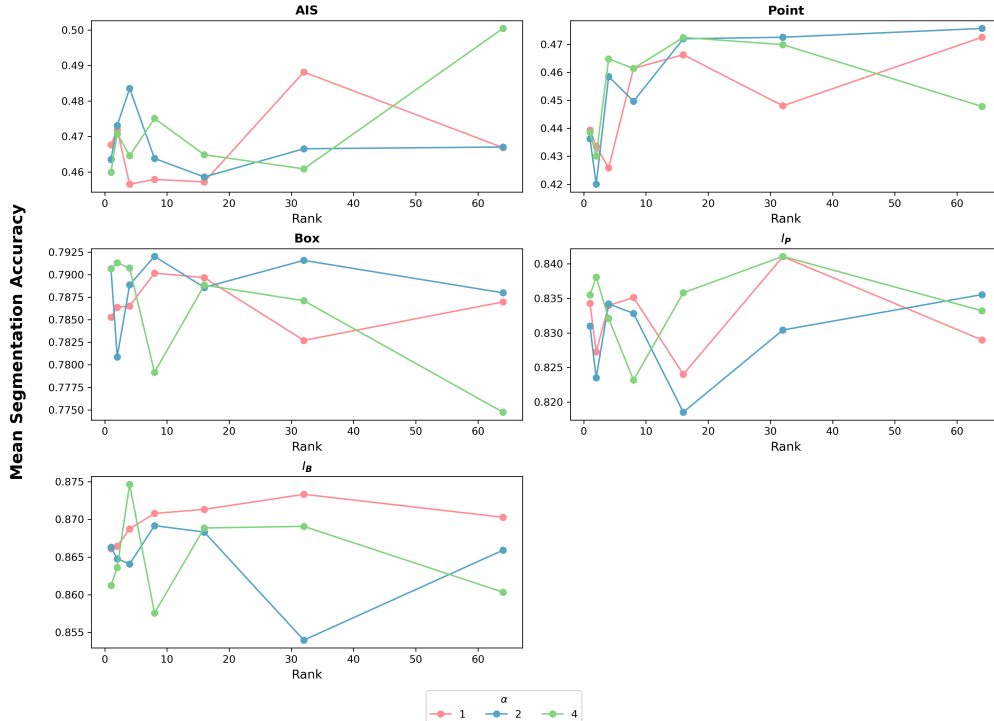 AIS
0.50
0.49
0.48
0.47
0.46
0 10 20 30 40 50 60
Rank
Point
0.47
0.46
0.45
0.44
0.43
0.42
0 10 20 30 40 50 60
Rank
Mean Segmentation Accuracy
Box
0.7925
0.7900
0.7875
0.7850
0.7825
0.7800
0.7775
0.7750
0 10 20 30 40 50 60
Rank
I_P
0.840
0.835
0.830
0.825
0.820
0 10 20 30 40 50 60
Rank
I_B
0.875
0.870
0.865
0.860
0.855
0 10 20 30 40 50 60
Rank
α
1 2 4